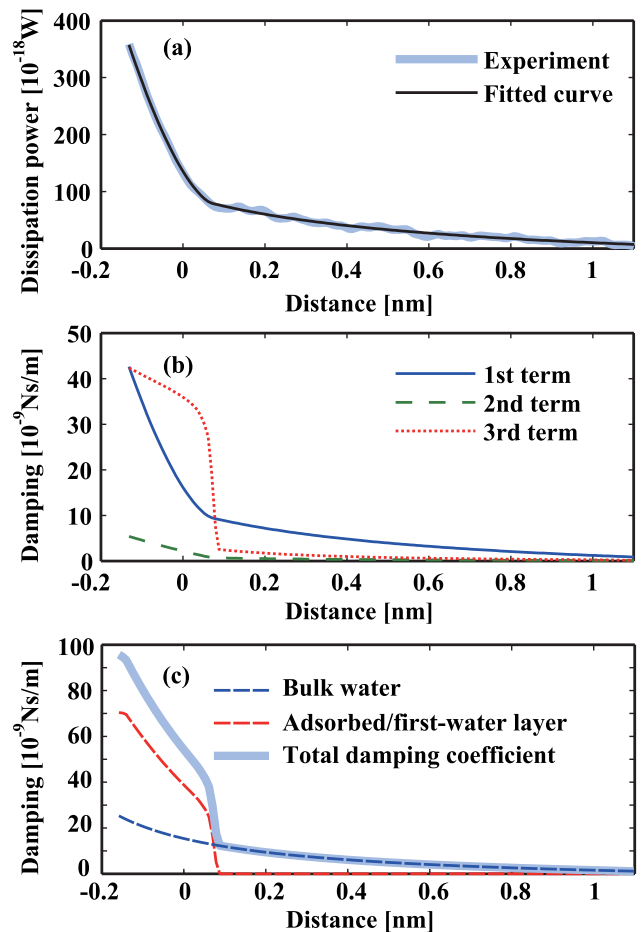 400
300
200
100
0
Dissipation power [10⁻¹⁸W]
(a)
Experiment
Fitted curve
-0.2 0 0.2 0.4 0.6 0.8 1
Distance [nm]
50
40
30
20
10
0
Damping [10⁻⁹Ns/m]
(b)
1st term
2nd term
3rd term
-0.2 0 0.2 0.4 0.6 0.8 1
Distance [nm]
100
80
60
40
20
0
Damping [10⁻⁹Ns/m]
(c)
Bulk water
Adsorbed/first-water layer
Total damping coefficient
-0.2 0 0.2 0.4 0.6 0.8 1
Distance [nm]